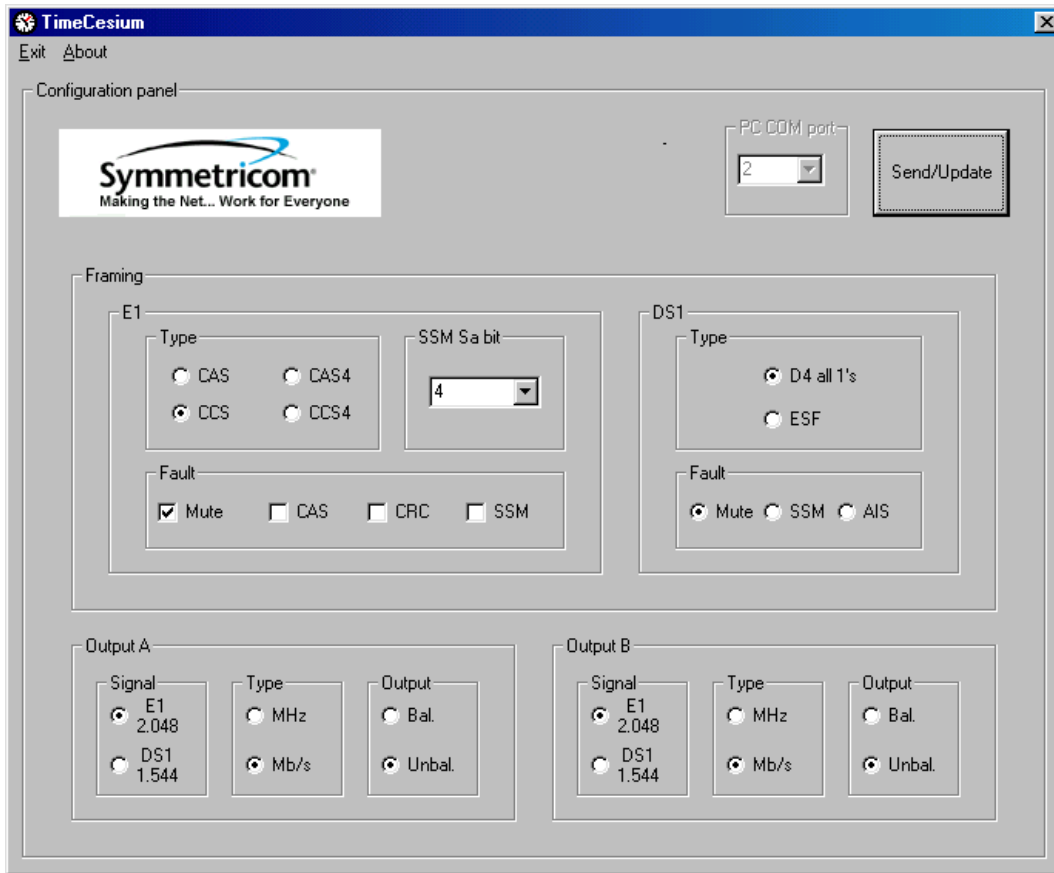 TimeCesium
Exit About
Configuration panel
Symmetricom®
Making the Net... Work for Everyone
PC COM port
2
Send/Update
Framing
E1
Type
CAS CAS4
CCS CCS4
SSM Sa bit
4
Fault
Mute CAS CRC SSM
DS1
Type
D4 all 1's
ESF
Fault
Mute SSM AIS
Output A
Signal
E1
2.048
DS1
1.544
Type
MHz
Mb/s
Output
Bal.
Unbal.
Output B
Signal
E1
2.048
DS1
1.544
Type
MHz
Mb/s
Output
Bal.
Unbal.